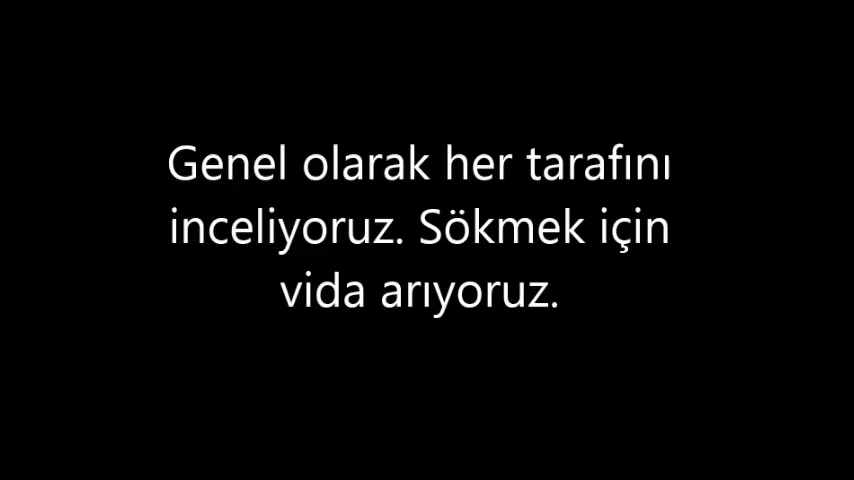 Genel olarak her tarafını
inceliyoruz. Sökmek için
vida arıyoruz.